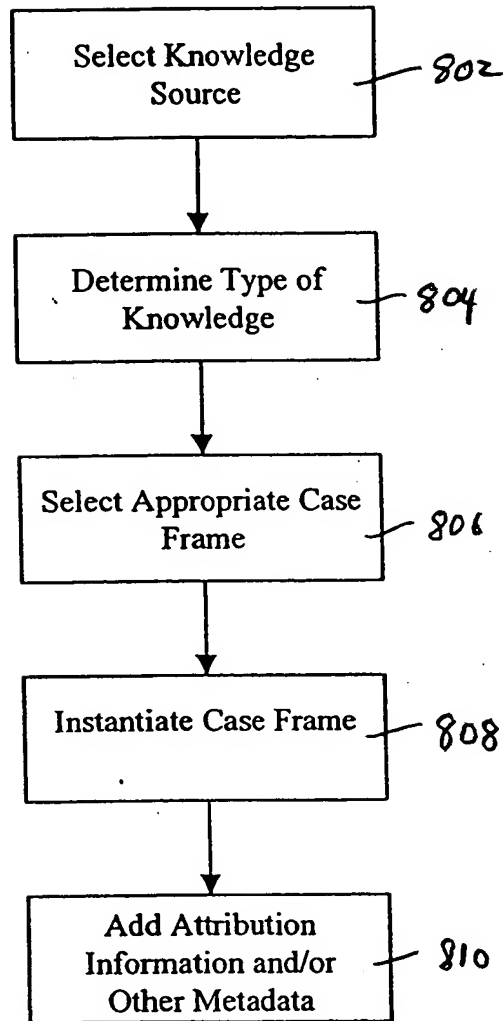 Select Knowledge
Source
802
Determine Type of
Knowledge
804
Select Appropriate Case
Frame
806
Instantiate Case Frame
808
Add Attribution
Information and/or
Other Metadata
810